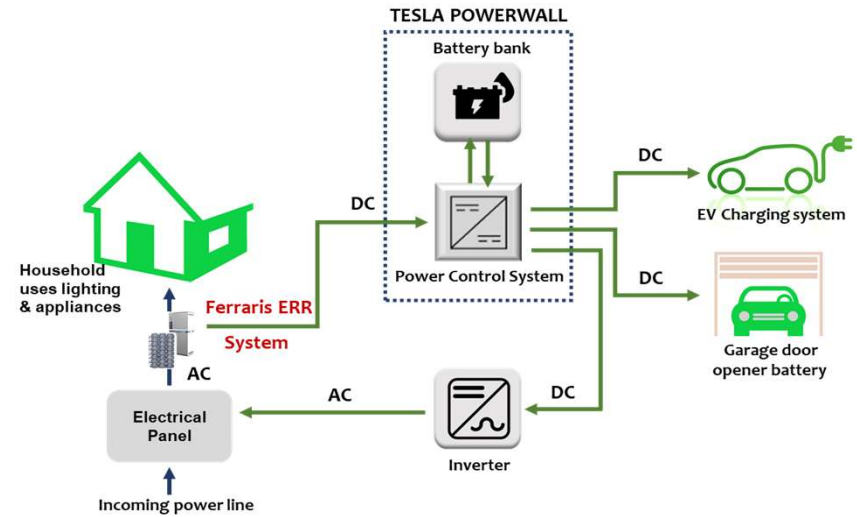 TESLA POWERWALL
Battery bank
DC
EV Charging system
DC
Power Control System
Household
uses lighting
& appliances
Ferraris ERR
System
DC
Garage door
opener battery
AC
Electrical
Panel
AC
DC
Inverter
Incoming power line